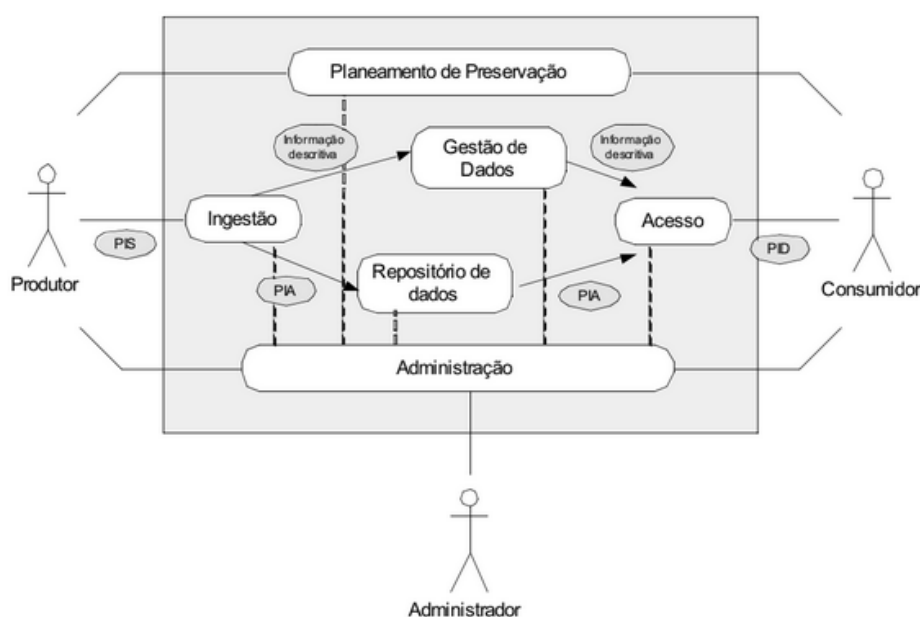 Planeamento de Preservação
Informação
descritiva
Gestão de
Dados
Informação
descritiva
Ingestão
Acesso
PIS
PID
Produtor
Consumidor
PIA
Repositório de
dados
PIA
Administração
Administrador